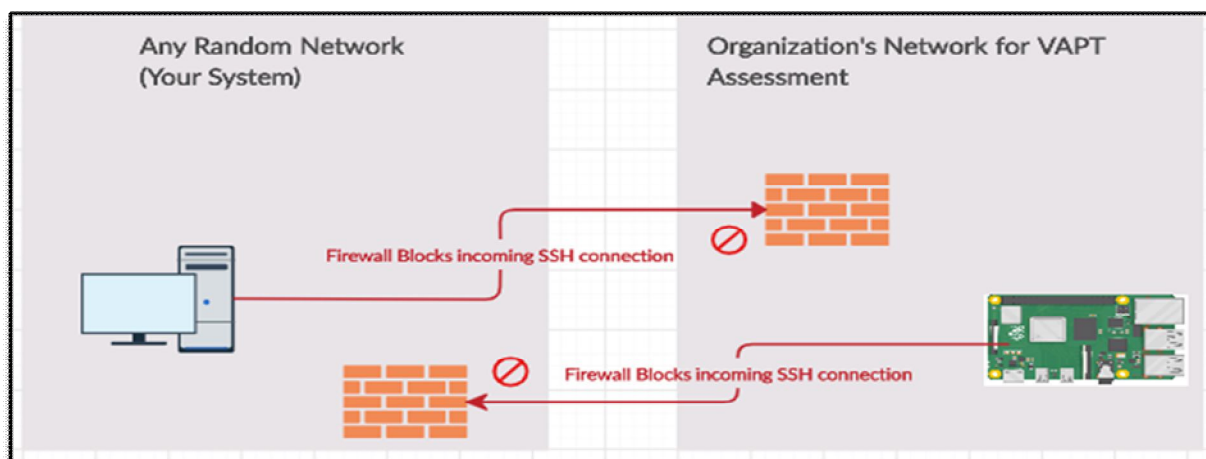 Any Random Network
(Your System)
Organization's Network for VAPT
Assessment
Firewall Blocks incoming SSH connection
Firewall Blocks incoming SSH connection